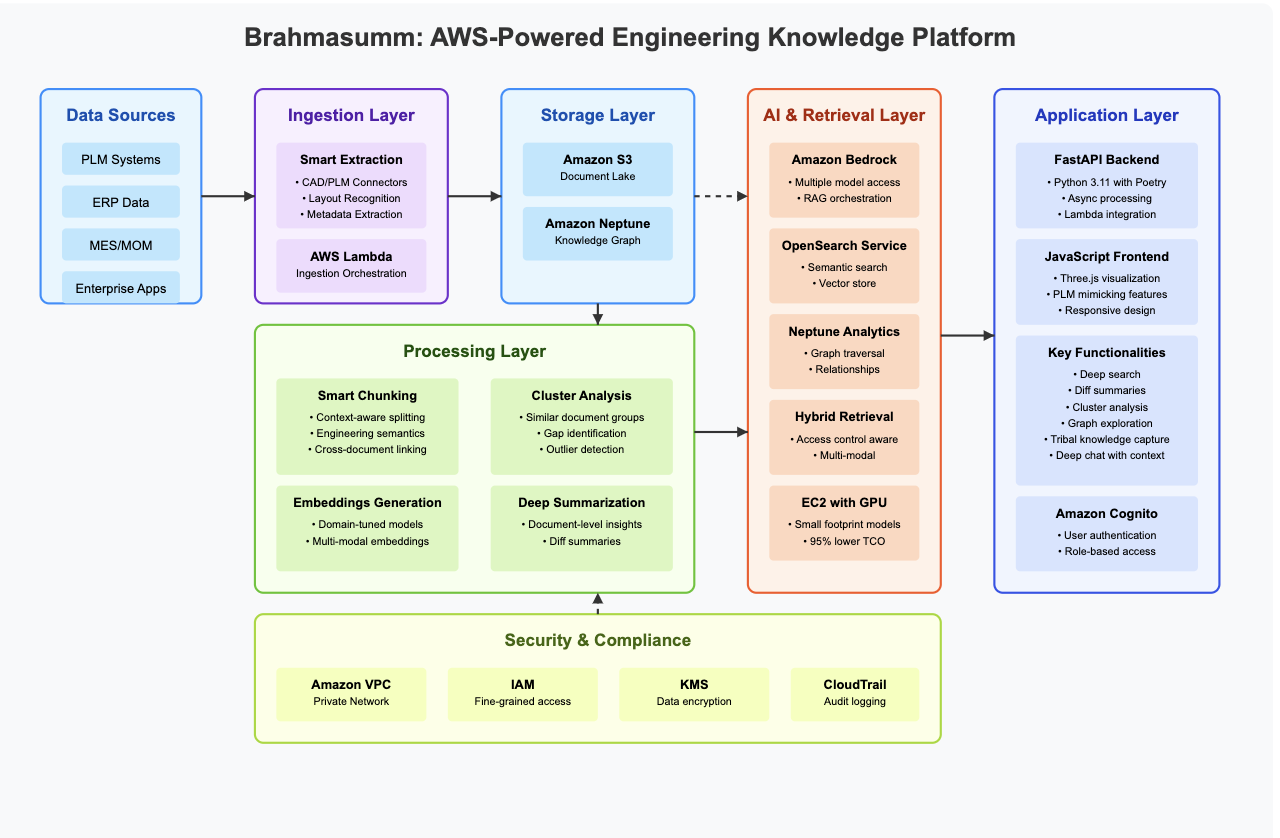 Brahmasumm: AWS-Powered Engineering Knowledge Platform
Data Sources
PLM Systems
ERP Data
MES/MOM
Enterprise Apps
Ingestion Layer
Smart Extraction
• CAD/PLM Connectors
• Layout Recognition
• Metadata Extraction
AWS Lambda
Ingestion Orchestration
Storage Layer
Amazon S3
Document Lake
Amazon Neptune
Knowledge Graph
Processing Layer
Smart Chunking
• Context-aware splitting
• Engineering semantics
• Cross-document linking
Cluster Analysis
• Similar document groups
• Gap identification
• Outlier detection
Embeddings Generation
• Domain-tuned models
• Multi-modal embeddings
Deep Summarization
• Document-level insights
• Diff summaries
AI & Retrieval Layer
Amazon Bedrock
• Multiple model access
• RAG orchestration
OpenSearch Service
• Semantic search
• Vector store
Neptune Analytics
• Graph traversal
• Relationships
Hybrid Retrieval
• Access control aware
• Multi-modal
EC2 with GPU
• Small footprint models
• 95% lower TCO
Application Layer
FastAPI Backend
• Python 3.11 with Poetry
• Async processing
• Lambda integration
JavaScript Frontend
• Three.js visualization
• PLM mimicking features
• Responsive design
Key Functionalities
• Deep search
• Diff summaries
• Cluster analysis
• Graph exploration
• Tribal knowledge capture
• Deep chat with context
Amazon Cognito
• User authentication
• Role-based access
Security & Compliance
Amazon VPC
Private Network
IAM
Fine-grained access
KMS
Data encryption
CloudTrail
Audit logging